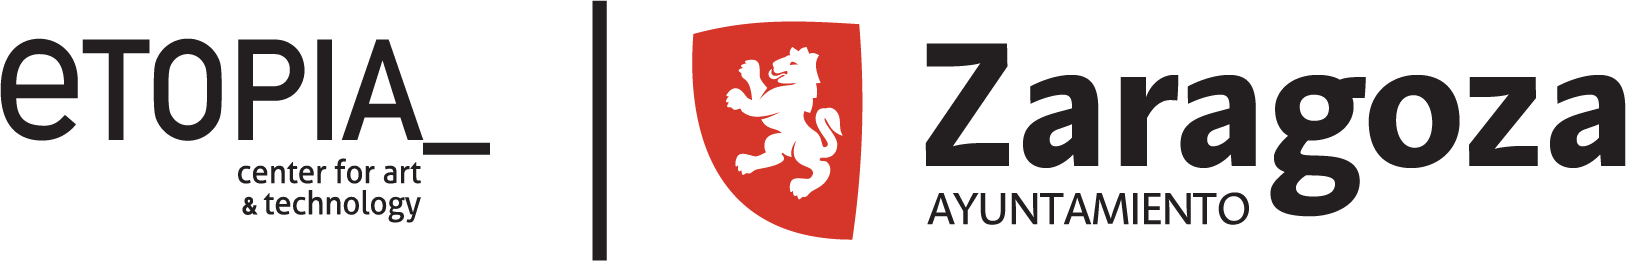 eTOPIA_
center for art
& technology
Zaragoza
AYUNTAMIENTO